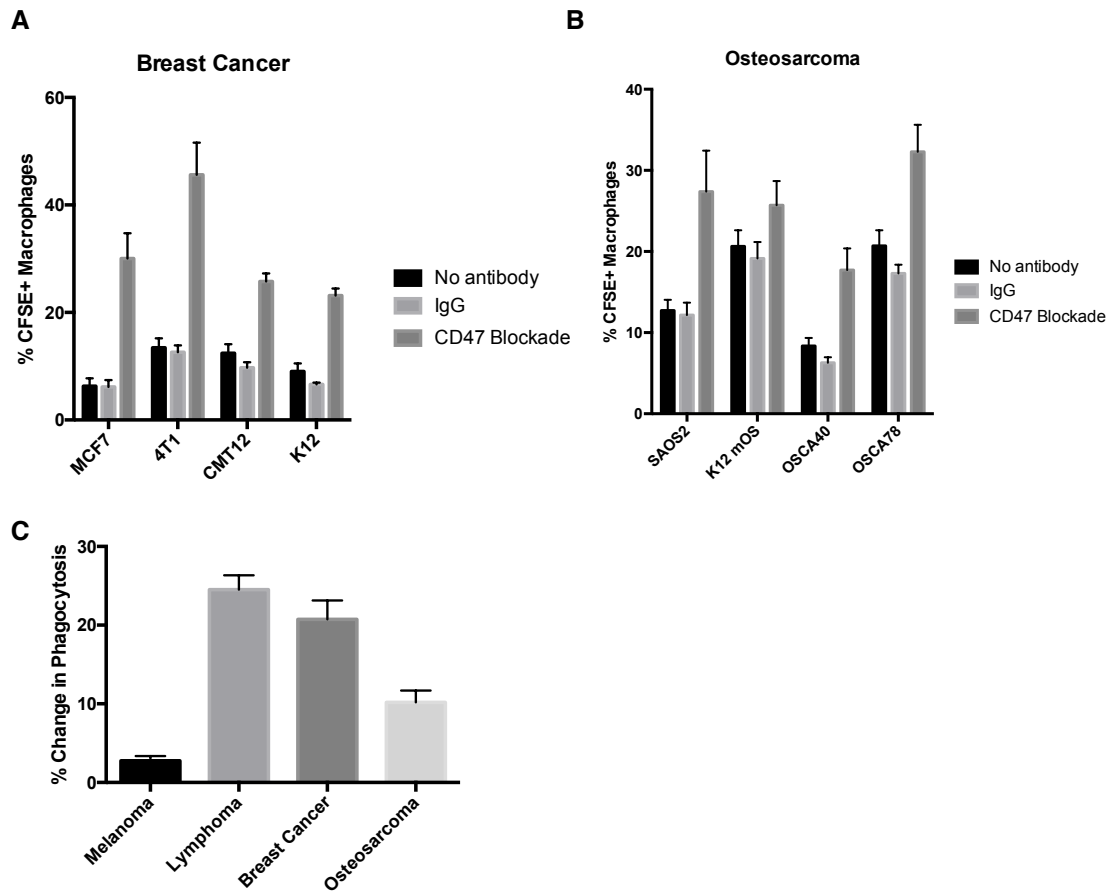 A
Breast Cancer
% CFSE+ Macrophages
60
40
20
0
MCF7
4T1
CMT12
K12
No antibody
IgG
CD47 Blockade
B
Osteosarcoma
% CFSE+ Macrophages
40
30
20
10
0
SAOS2
K12 mOS
OSCA40
OSCA78
No antibody
IgG
CD47 Blockade
C
% Change in Phagocytosis
30
20
10
0
Melanoma
Lymphoma
Breast Cancer
Osteosarcoma